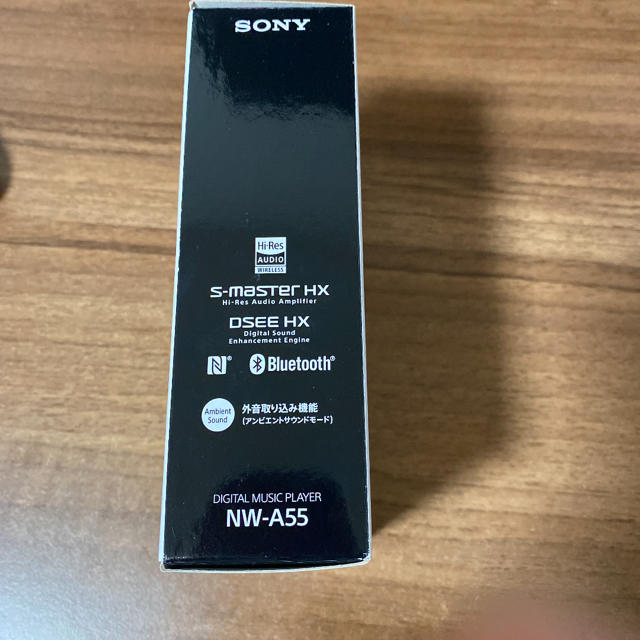 SONY
Hi-Res
AUDIO
WIRELESS
S-master HX
Hi-Res Audio Amplifier
DSEE HX
Digital Sound
Enhancement Engine
N® Bluetooth®
Ambient
Sound
外音取り込み機能
(アンビエントサウンドモード)
DIGITAL MUSIC PLAYER
NW-A55